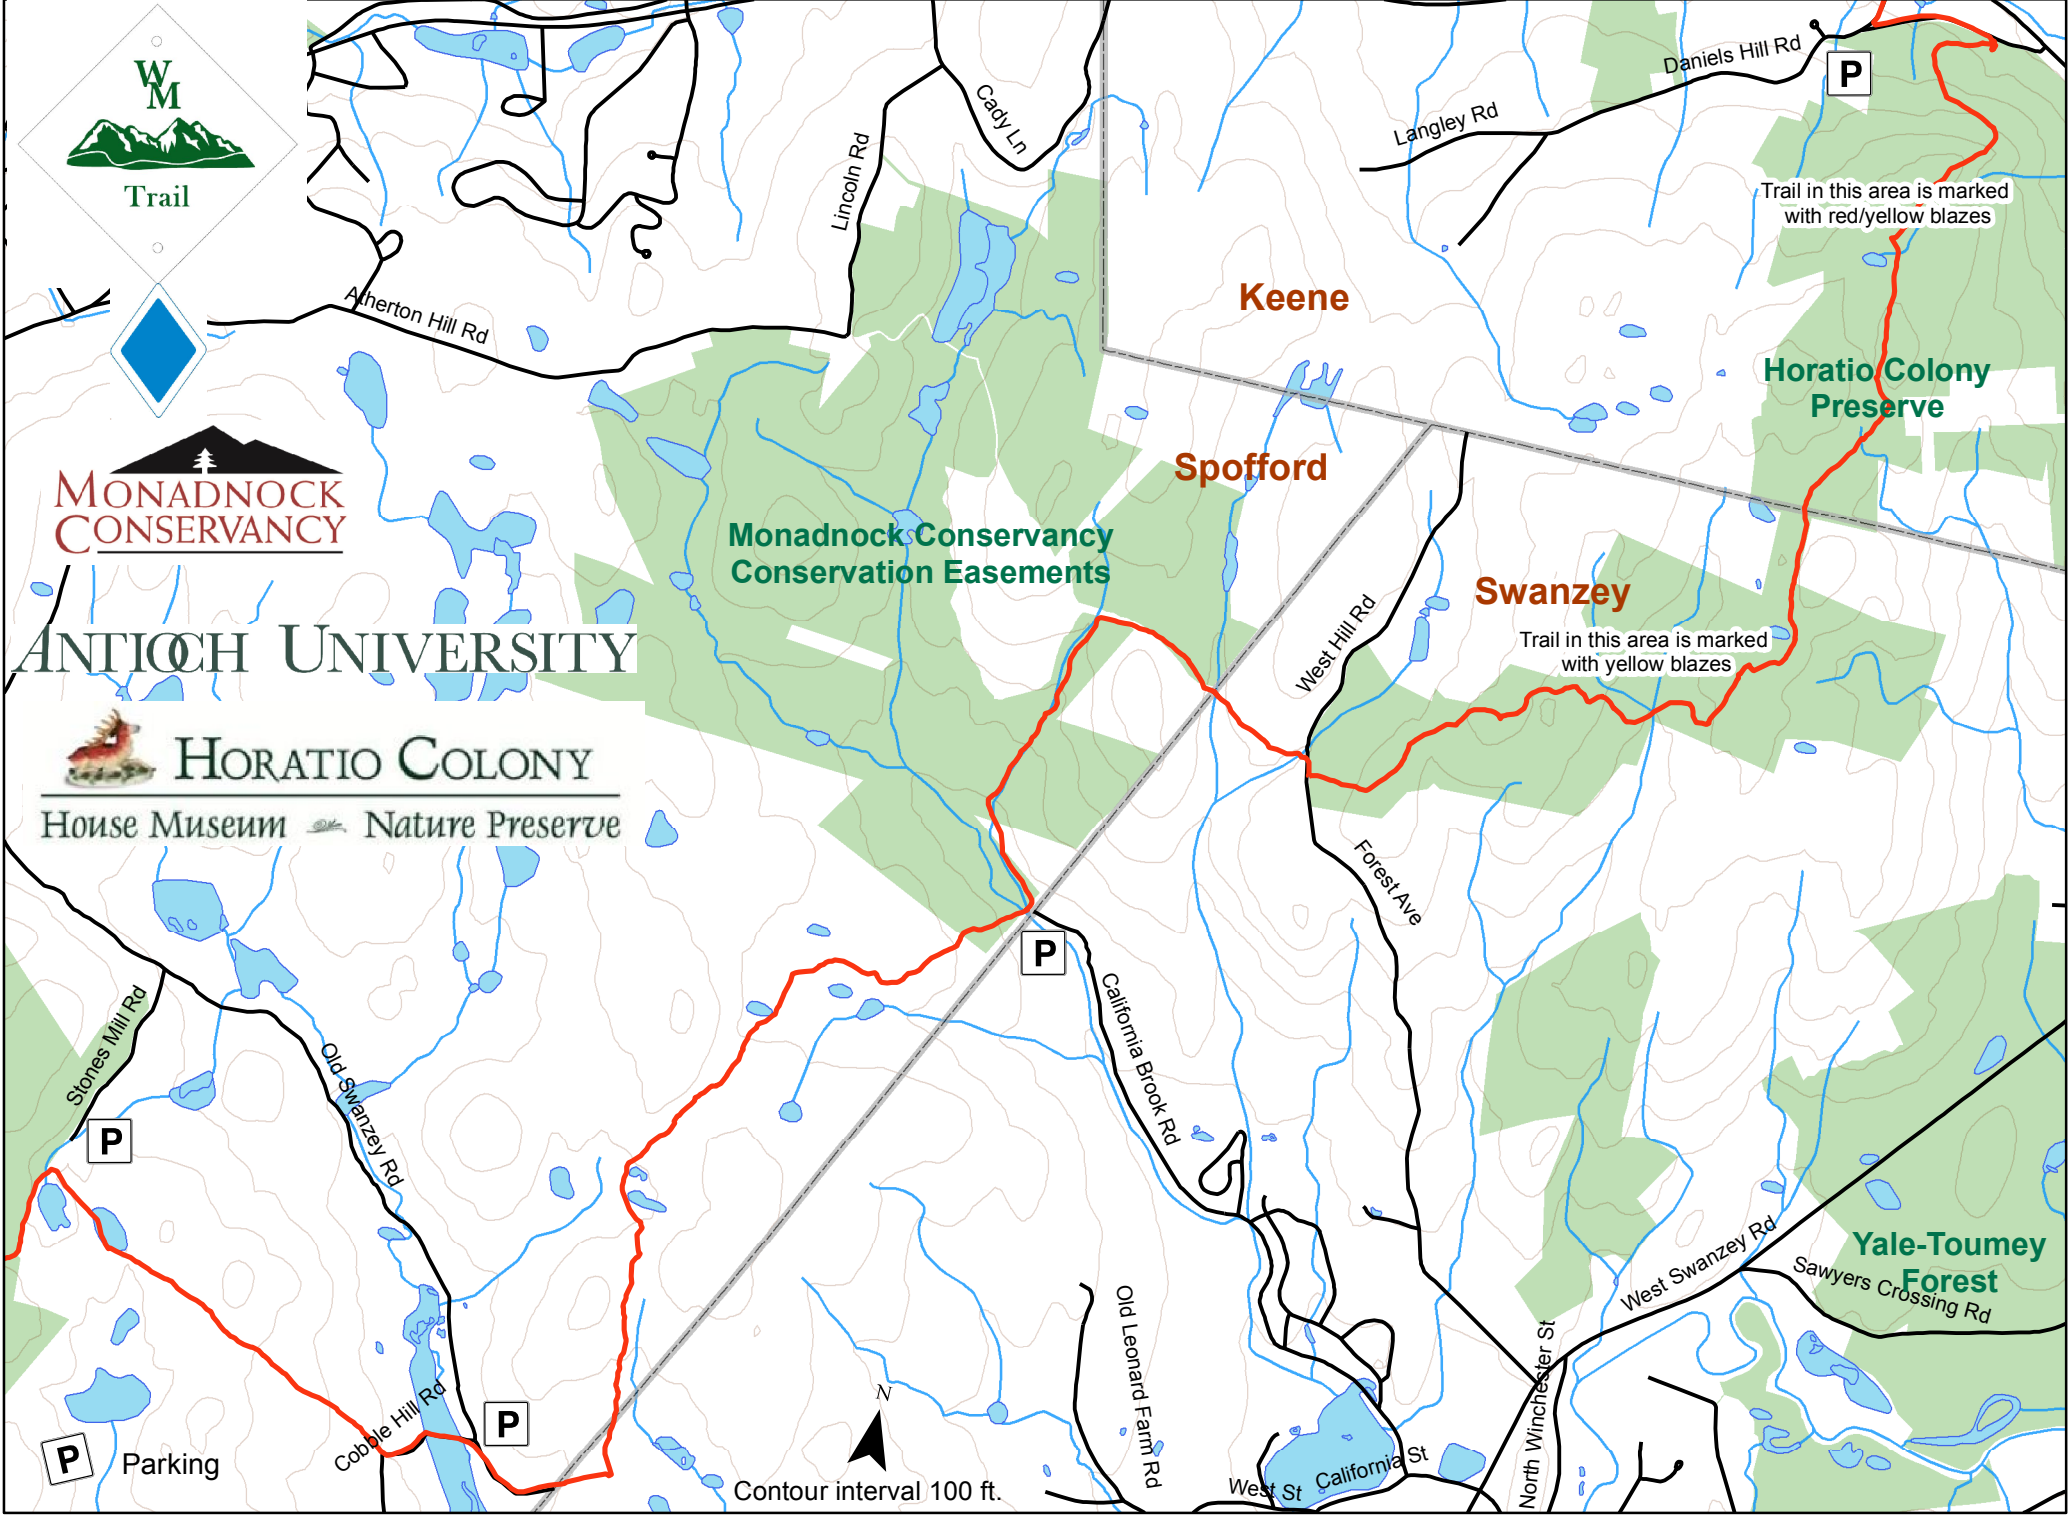 W
M
Trail
MONADNOCK
CONSERVANCY
ANTIOCH UNIVERSITY
HORATIO COLONY
HOUSE MUSEUM NATURE PRESERVE
Daniels Hill Rd
P
Langley Rd
Cady Ln
Lincoln Rd
Atherton Hill Rd
Trail in this area is marked
with red/yellow blazes
Keene
Horatio Colony
Preserve
Spofford
Monadnock Conservancy
Conservation Easements
Swanzey
West Hill Rd
Trail in this area is marked
with yellow blazes
Forest Ave
P
California Brook Rd
Stones Mill Rd
P
Old Swanzey Rd
Yale-Toumey
Forest
West Swanzey Rd
Sawyers Crossing Rd
Old Leonard Farm Rd
North Winchester St
Cobble Hill Rd
P
N
P
Parking
Contour interval 100 ft.
West St
California St